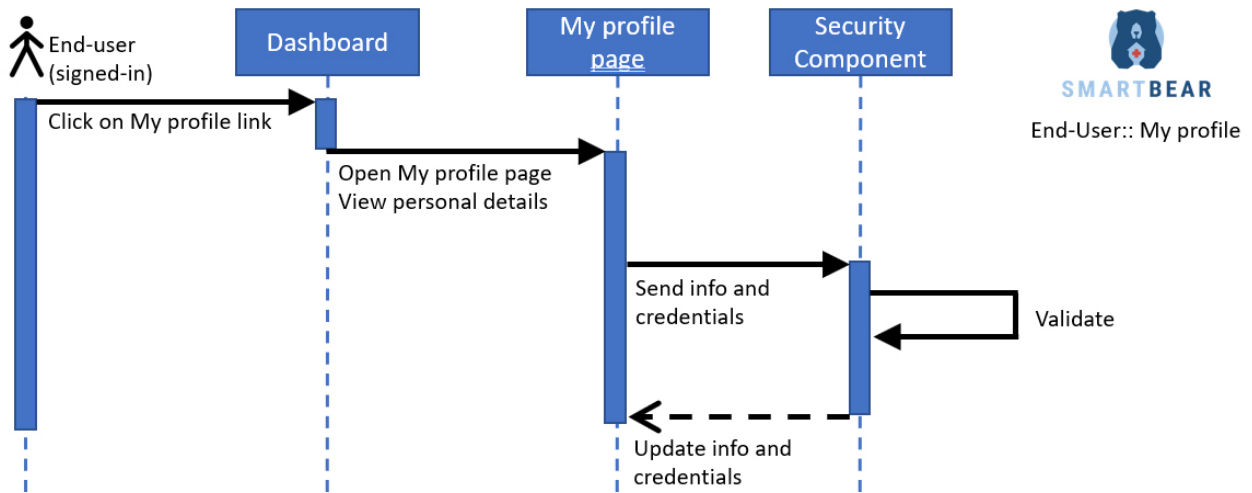 End-user
(signed-in)
Dashboard
My profile
page
Security
Component
SMARTBEAR
End-User:: My profile
Click on My profile link
Open My profile page
View personal details
Send info and
credentials
Validate
Update info and
credentials